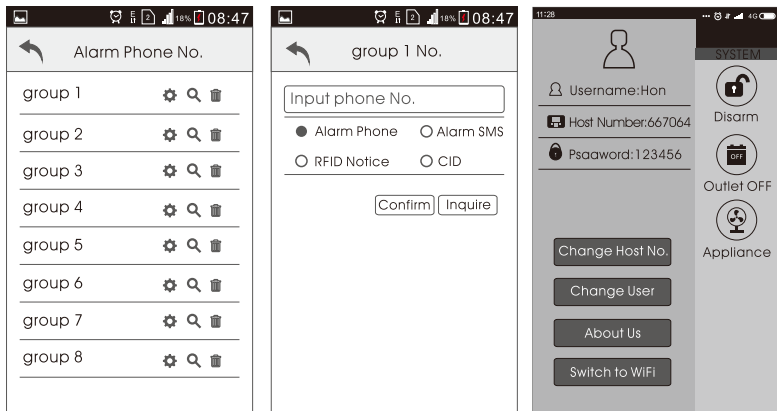 18% 08:47
Alarm Phone No.
group 1
group 2
group 3
group 4
group 5
group 6
group 7
group 8
18% 08:47
group 1 No.
Input phone No.
Alarm Phone
Alarm SMS
RFID Notice
CID
Confirm
Inquire
11:28
4G
Username:Hon
Host Number:667064
Psaaword:123456
Change Host No.
Change User
About Us
Switch to WiFi
SYSTEM
Disarm
OFF
Outlet OFF
Appliance